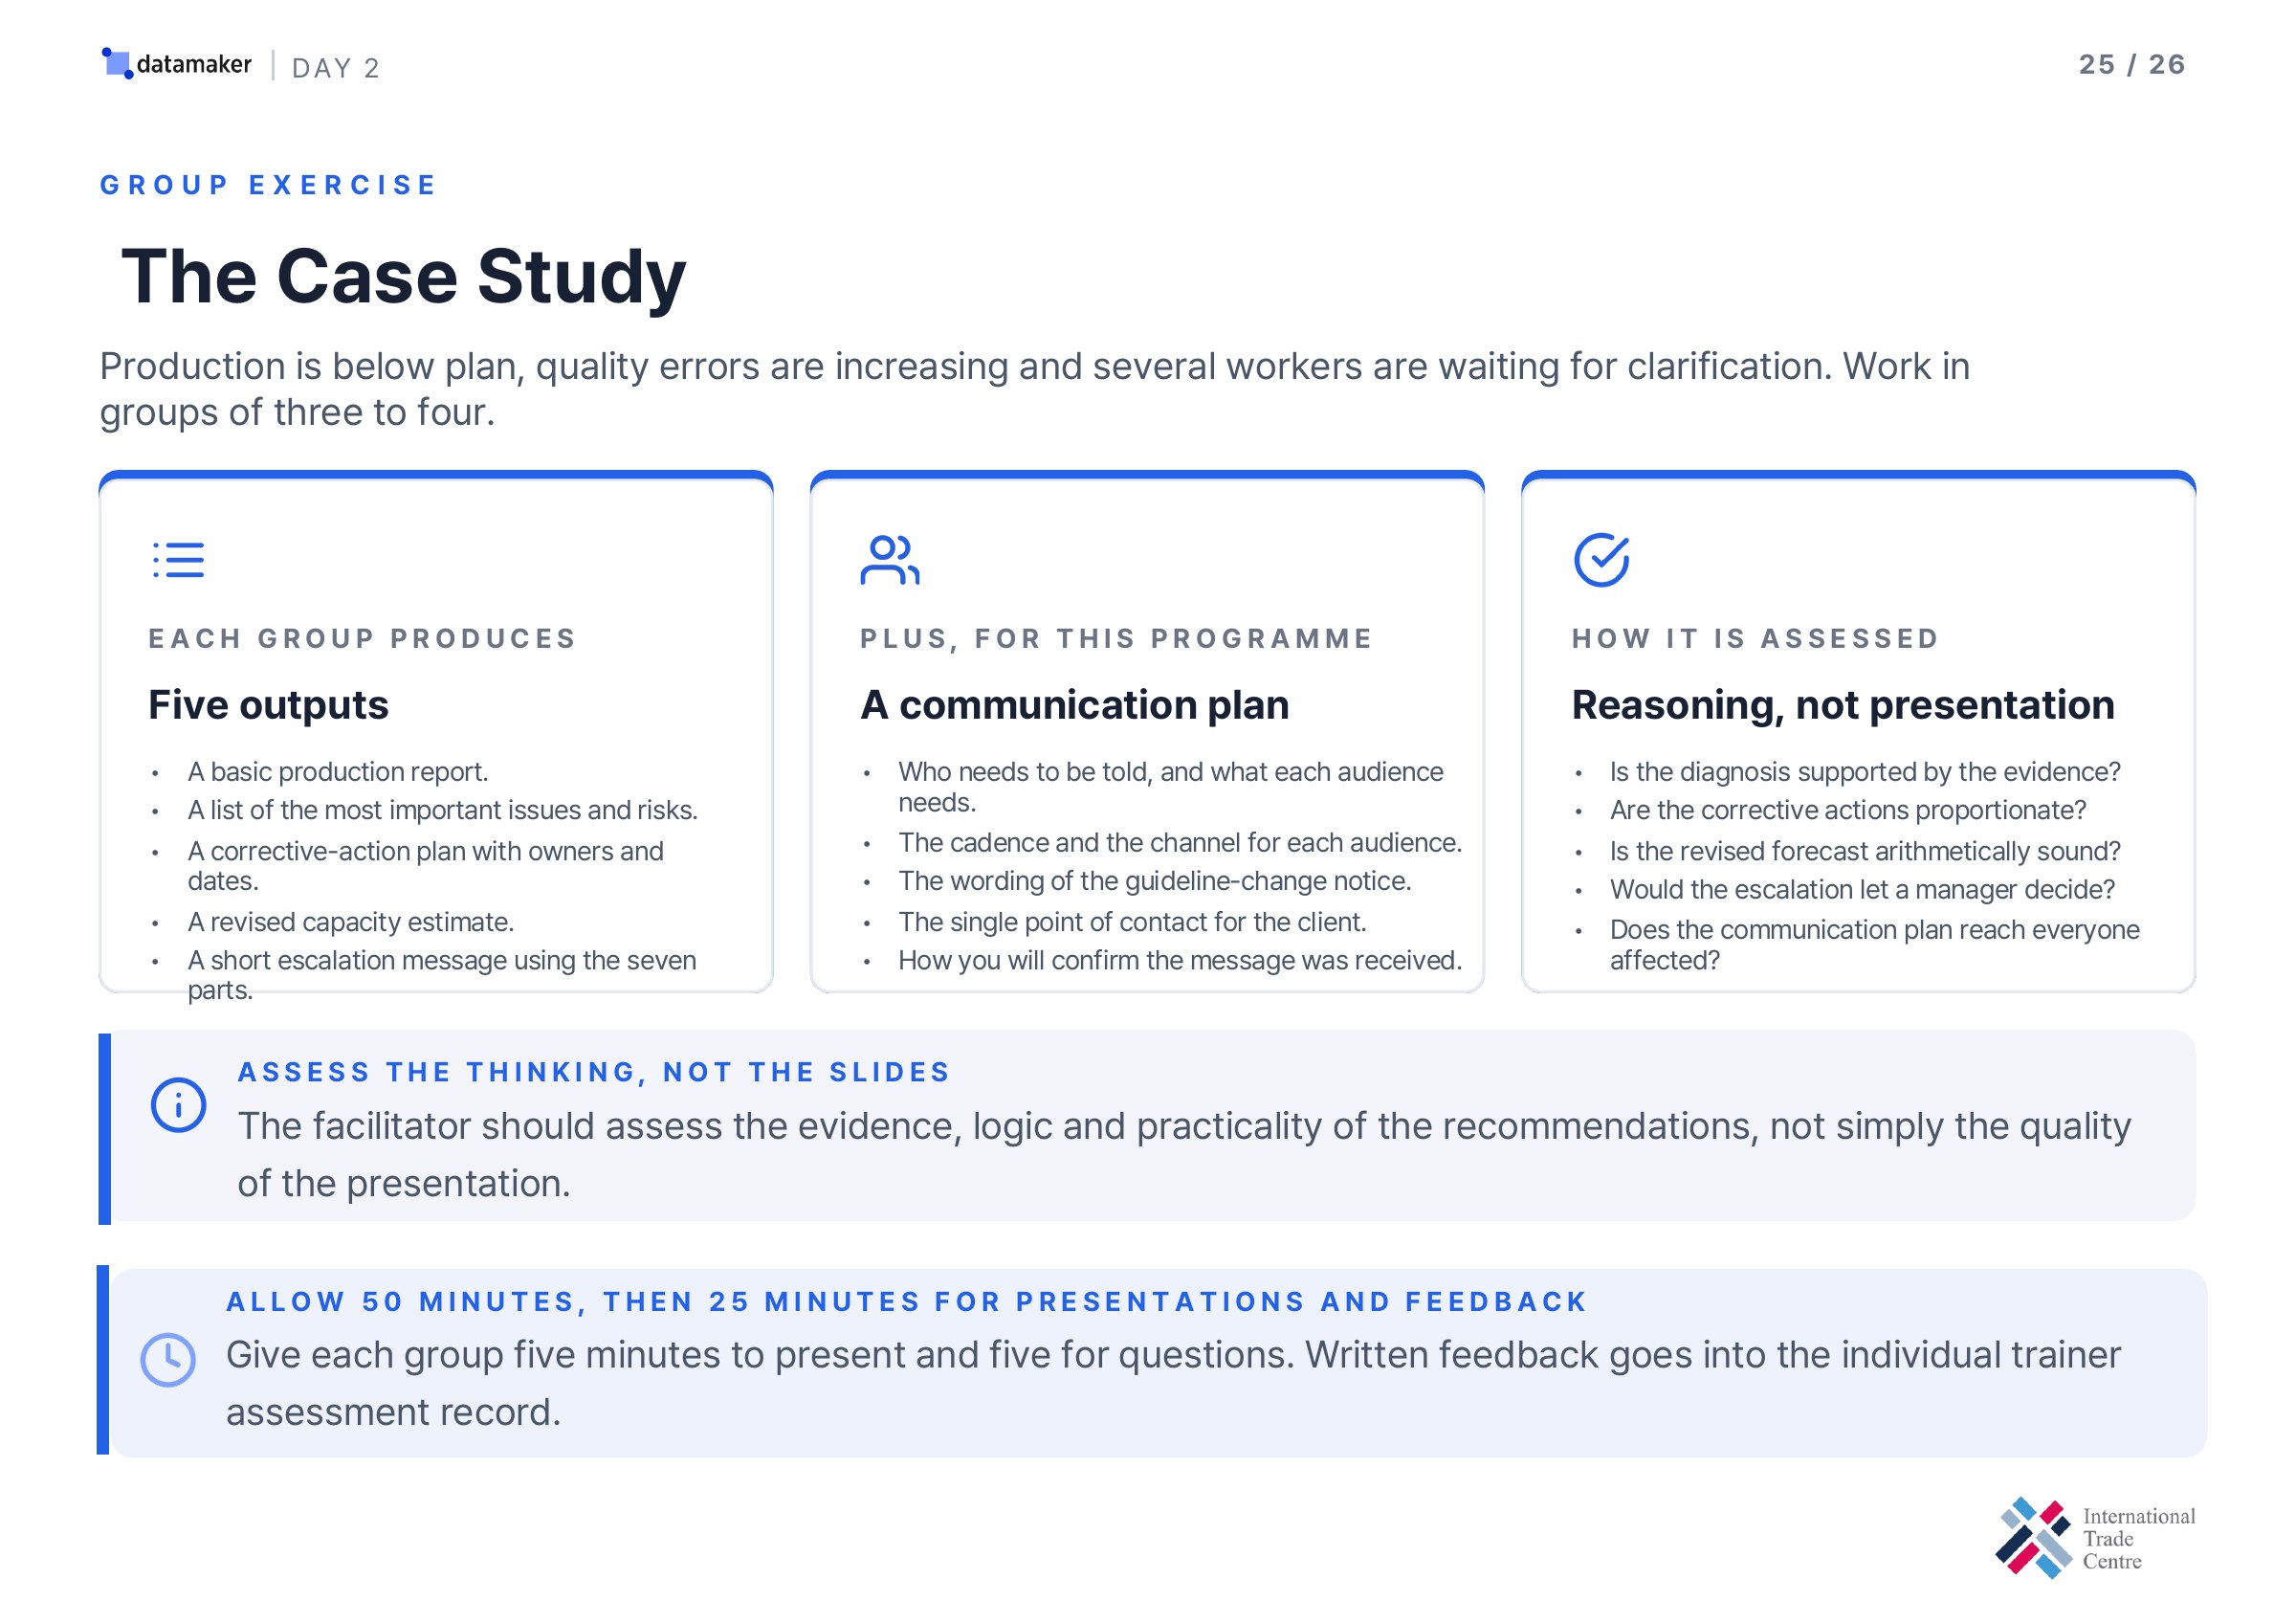 datamaker
DAY 2
25 / 26
GROUP EXERCISE
The Case Study
Production is below plan, quality errors are increasing and several workers are waiting for clarification. Work in
groups of three to four.
EACH GROUP PRODUCES
Five outputs
• A basic production report.
• A list of the most important issues and risks.
• A corrective-action plan with owners and
dates.
• A revised capacity estimate.
• A short escalation message using the seven
parts.
PLUS, FOR THIS PROGRAMME
A communication plan
• Who needs to be told, and what each audience
needs.
• The cadence and the channel for each audience.
• The wording of the guideline-change notice.
• The single point of contact for the client.
• How you will confirm the message was received.
HOW IT IS ASSESSED
Reasoning, not presentation
• Is the diagnosis supported by the evidence?
• Are the corrective actions proportionate?
• Is the revised forecast arithmetically sound?
• Would the escalation let a manager decide?
• Does the communication plan reach everyone
affected?
ASSESS THE THINKING, NOT THE SLIDES
The facilitator should assess the evidence, logic and practicality of the recommendations, not simply the quality
of the presentation.
ALLOW 50 MINUTES, THEN 25 MINUTES FOR PRESENTATIONS AND FEEDBACK
Give each group five minutes to present and five for questions. Written feedback goes into the individual trainer
assessment record.
International
Trade
Centre